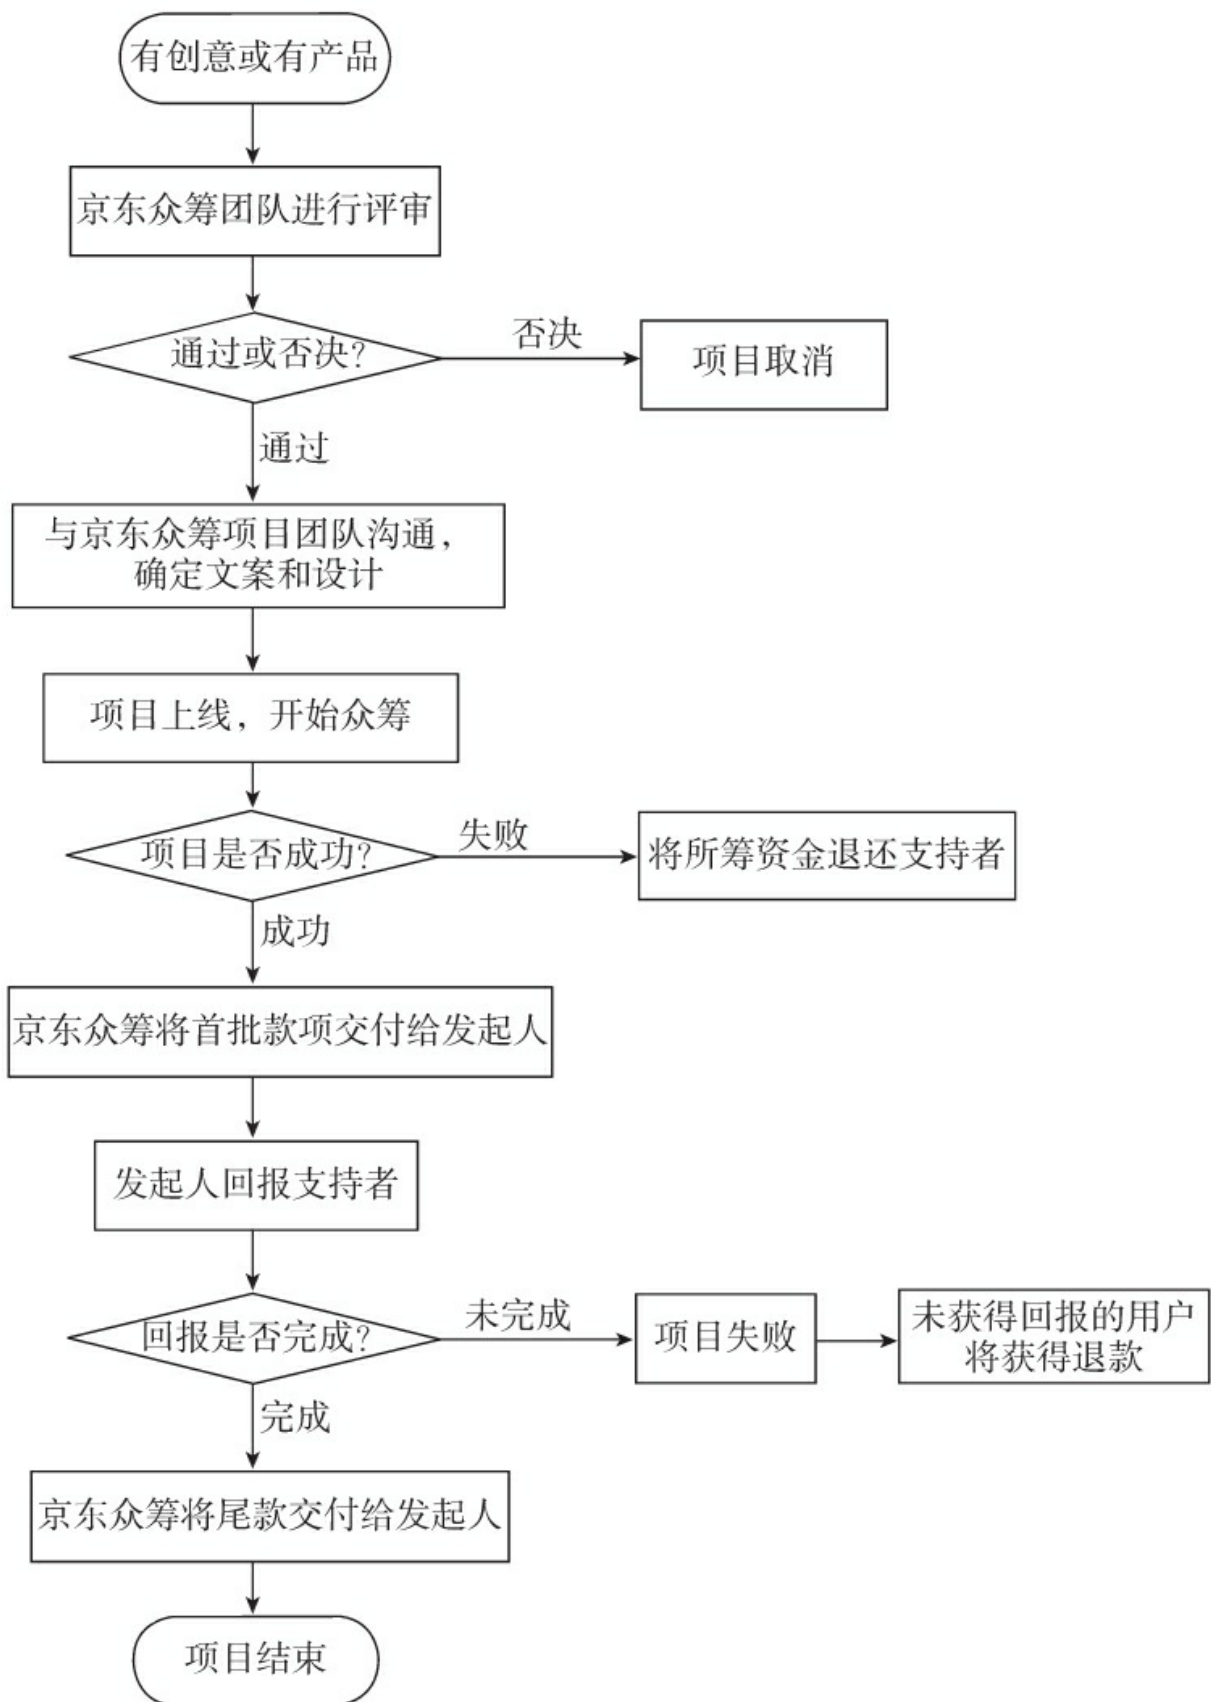 有创意或有产品
京东众筹团队进行评审
通过或否决?
否决
项目取消
通过
与京东众筹项目团队沟通,
确定文案和设计
项目上线，开始众筹
项目是否成功?
失败
将所筹资金退还支持者
成功
京东众筹将首批款项交付给发起人
发起人回报支持者
回报是否完成?
未完成
项目失败
未获得回报的用户
将获得退款
完成
京东众筹将尾款交付给发起人
项目结束